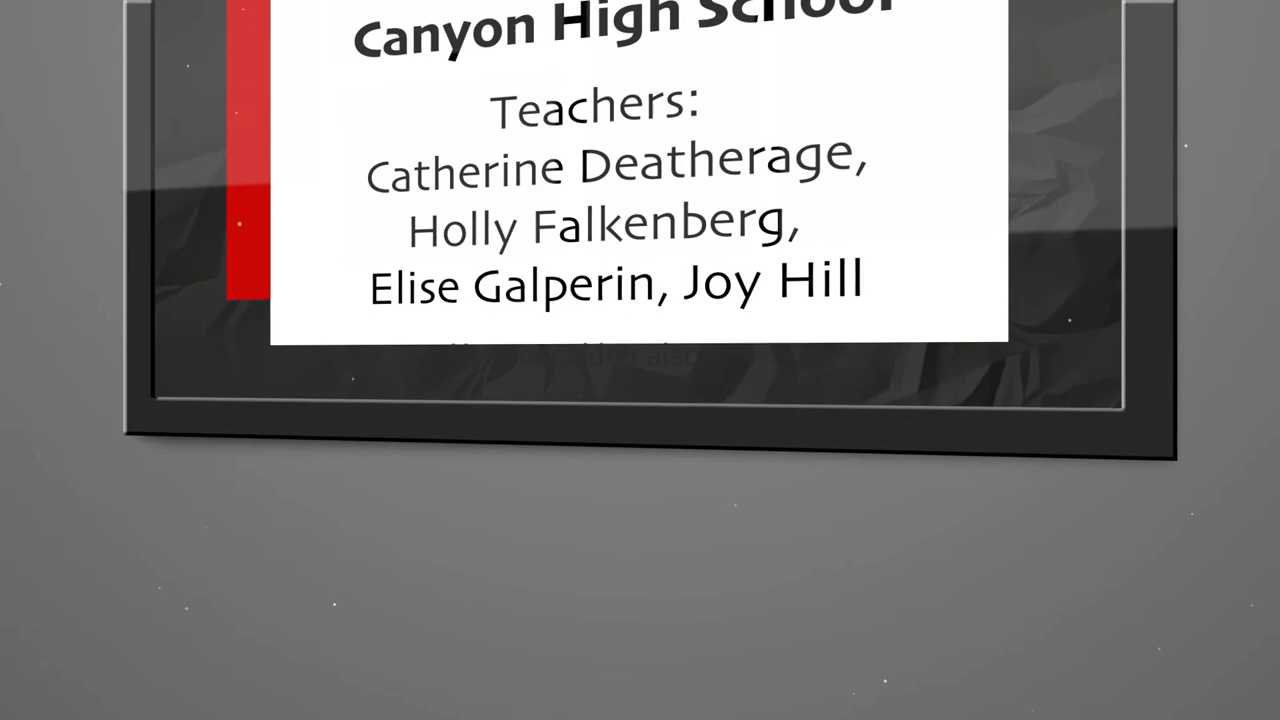 Canyon High School
Teachers:
Catherine Deatherage,
Holly Falkenberg,
Elise Galperin, Joy Hill